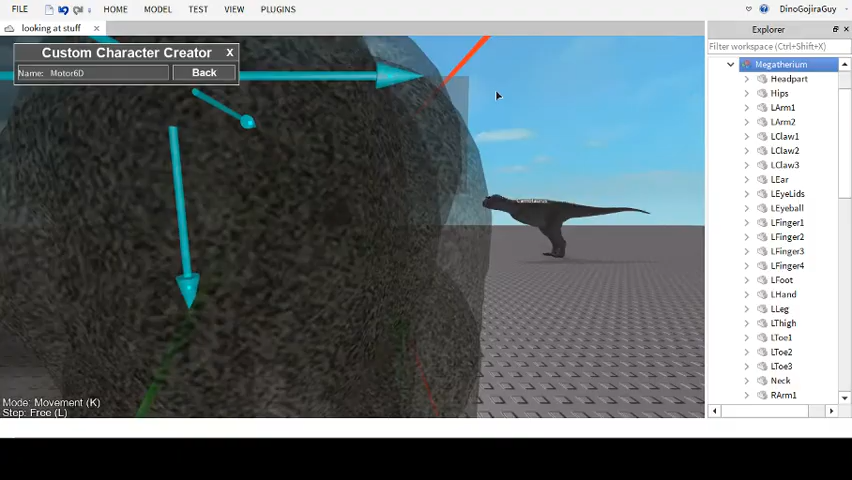 FILE
HOME
MODEL
TEST
VIEW
PLUGINS
DinoGojiraGuy
looking at stuff
×
Custom Character Creator
X
Name:
Motor6D
Back
Mode: Movement (K)
Step: Free (L)
Explorer
Filter workspace (Ctrl+Shift+X)
Megatherium
Headpart
Hips
LArm1
LArm2
LClaw1
LClaw2
LClaw3
LEar
LEyeLids
LEyeball
LFinger1
LFinger2
LFinger3
LFinger4
LFoot
LHand
LLeg
LThigh
LToe1
LToe2
LToe3
Neck
RArm1